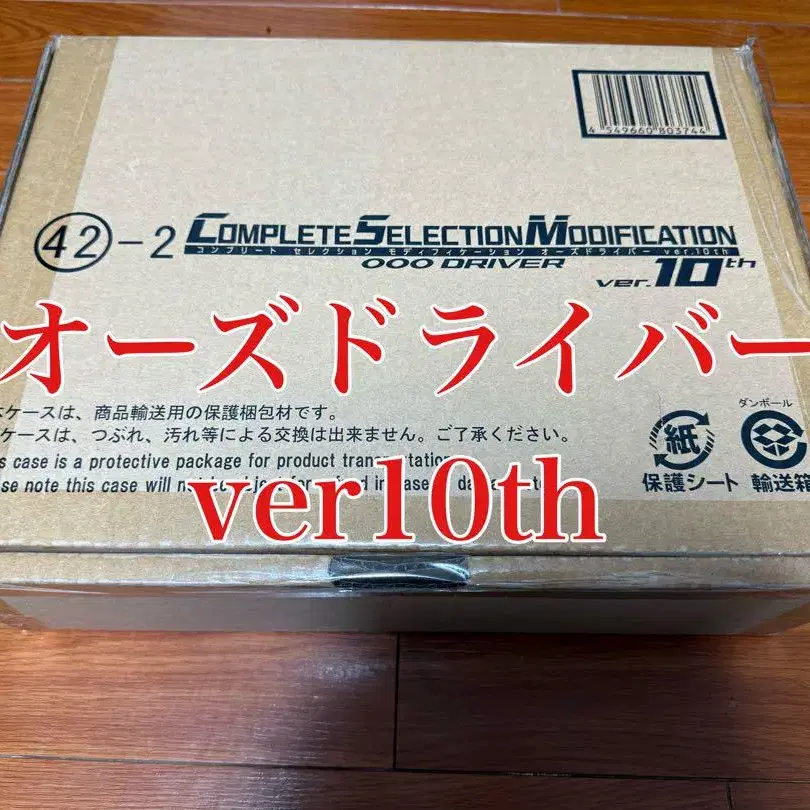 4 549660 803744
㊷-2 COMPLETE SELECTION MODIFICATION
コンプリート セレクション モディフィケーション オーズドライバー ver.10th
OOO DRIVER ver.10th
オーズドライバー
ケースは、商品輸送用の保護梱包材です。
ケースは、つぶれ、汚れ等による交換は出来ません。ご了承ください。
s case is a protective package for product transportation
se note this case will not
ver10th
紙
保護シート
ダンボール
輸送箱